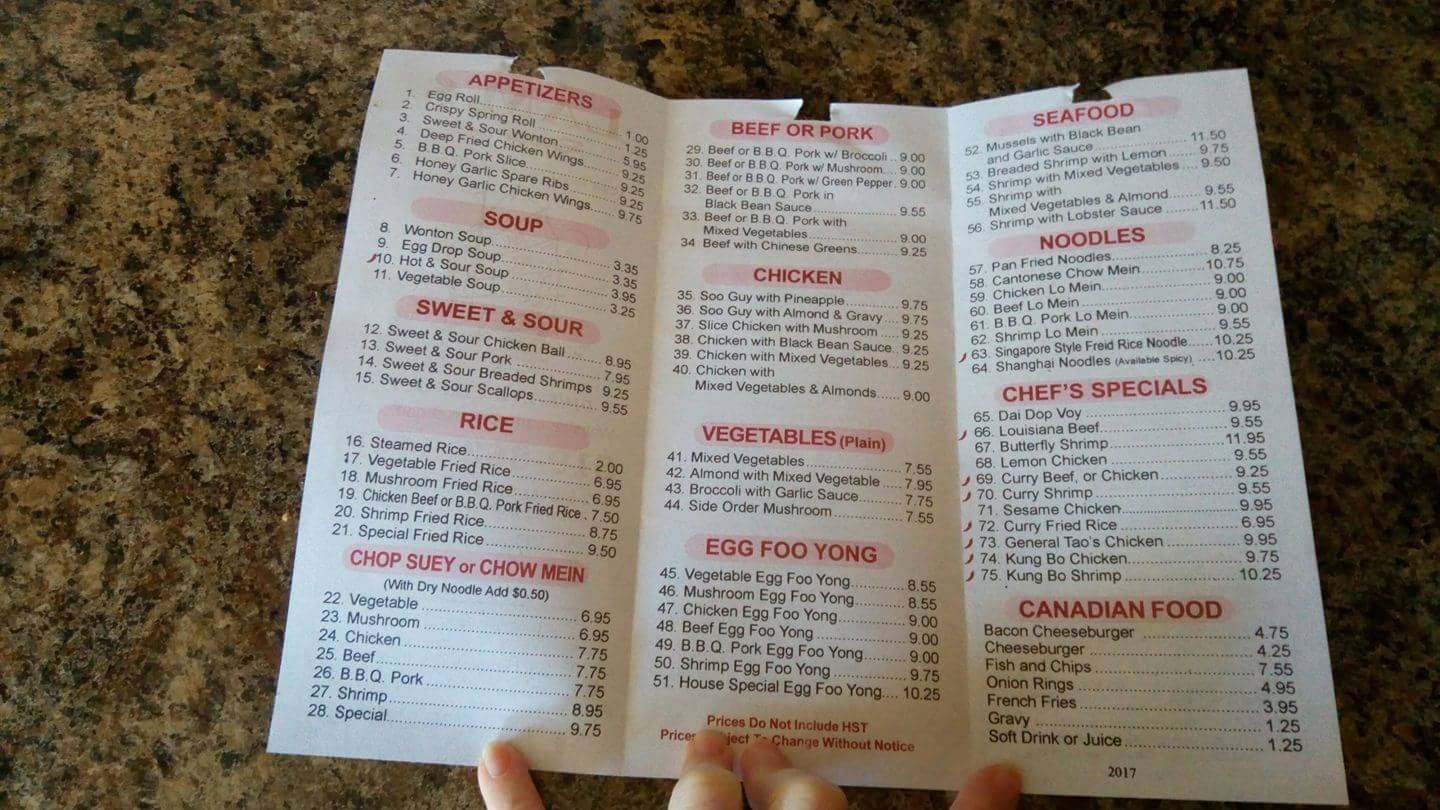 APPETIZERS
1. Egg Roll 1.00
2. Crispy Spring Roll 1.25
3. Sweet & Sour Wonton 5.95
4. Deep Fried Chicken Wings 9.25
5. B.B.Q. Pork Slice 9.25
6. Honey Garlic Spare Ribs 9.25
7. Honey Garlic Chicken Wings 9.75
SOUP
8. Wonton Soup 3.35
9. Egg Drop Soup 3.35
10. Hot & Sour Soup 3.95
11. Vegetable Soup 3.25
SWEET & SOUR
12. Sweet & Sour Chicken Ball 8.95
13. Sweet & Sour Pork 7.95
14. Sweet & Sour Breaded Shrimps 9.25
15. Sweet & Sour Scallops 9.55
RICE
16. Steamed Rice 2.00
17. Vegetable Fried Rice 6.95
18. Mushroom Fried Rice 6.95
19. Chicken Beef or B.B.Q. Pork Fried Rice 7.50
20. Shrimp Fried Rice 8.75
21. Special Fried Rice 9.50
CHOP SUEY or CHOW MEIN
(With Dry Noodle Add $0.50)
22. Vegetable 6.95
23. Mushroom 6.95
24. Chicken 7.75
25. Beef 7.75
26. B.B.Q. Pork 7.75
27. Shrimp 8.95
28. Special 9.75
BEEF OR PORK
29. Beef or B.B.Q. Pork w/ Broccoli 9.00
30. Beef or B.B.Q. Pork w/ Mushroom 9.00
31. Beef or B.B.Q. Pork w/ Green Pepper 9.00
32. Beef or B.B.Q. Pork in
Black Bean Sauce 9.55
33. Beef or B.B.Q. Pork with
Mixed Vegetables 9.00
34 Beef with Chinese Greens 9.25
CHICKEN
35. Soo Guy with Pineapple 9.75
36. Soo Guy with Almond & Gravy 9.75
37. Slice Chicken with Mushroom 9.25
38. Chicken with Black Bean Sauce 9.25
39. Chicken with Mixed Vegetables 9.25
40. Chicken with
Mixed Vegetables & Almonds 9.00
VEGETABLES (Plain)
41. Mixed Vegetables 7.55
42. Almond with Mixed Vegetable 7.95
43. Broccoli with Garlic Sauce 7.75
44. Side Order Mushroom 7.55
EGG FOO YONG
45. Vegetable Egg Foo Yong 8.55
46. Mushroom Egg Foo Yong 8.55
47. Chicken Egg Foo Yong 9.00
48. Beef Egg Foo Yong 9.00
49. B.B.Q. Pork Egg Foo Yong 9.00
50. Shrimp Egg Foo Yong 9.75
51. House Special Egg Foo Yong 10.25
Prices Do Not Include HST
Change Without Notice
SEAFOOD
52. Mussels with Black Bean
and Garlic Sauce 11.50
53. Breaded Shrimp with Lemon 9.75
54. Shrimp with Mixed Vegetables 9.50
55. Shrimp with
Mixed Vegetables & Almond 9.55
56. Shrimp with Lobster Sauce 11.50
NOODLES
57. Pan Fried Noodles 8.25
58. Cantonese Chow Mein 10.75
59. Chicken Lo Mein 9.00
60. Beef Lo Mein 9.00
61. B.B.Q. Pork Lo Mein 9.00
62. Shrimp Lo Mein 9.55
63. Singapore Style Freid Rice Noodle 10.25
64. Shanghai Noodles (Available Spicy) 10.25
CHEF'S SPECIALS
65. Dai Dop Voy 9.95
66. Louisiana Beef 9.55
67. Butterfly Shrimp 11.95
68. Lemon Chicken 9.55
69. Curry Beef, or Chicken 9.25
70. Curry Shrimp 9.55
71. Sesame Chicken 9.95
72. Curry Fried Rice 6.95
73. General Tao's Chicken 9.95
74. Kung Bo Chicken 9.75
75. Kung Bo Shrimp 10.25
CANADIAN FOOD
Bacon Cheeseburger 4.75
Cheeseburger 4.25
Fish and Chips 7.55
Onion Rings 4.95
French Fries 3.95
Gravy 1.25
Soft Drink or Juice 1.25
2017